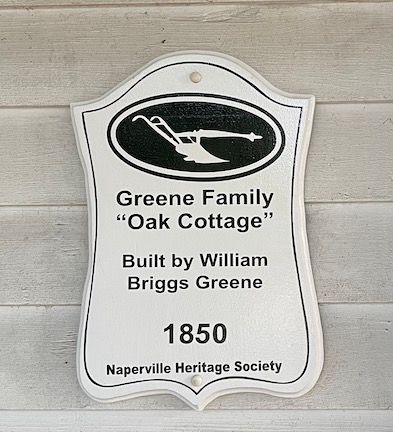 Greene Family
“Oak Cottage”
Built by William
Briggs Greene
1850
Naperville Heritage Society